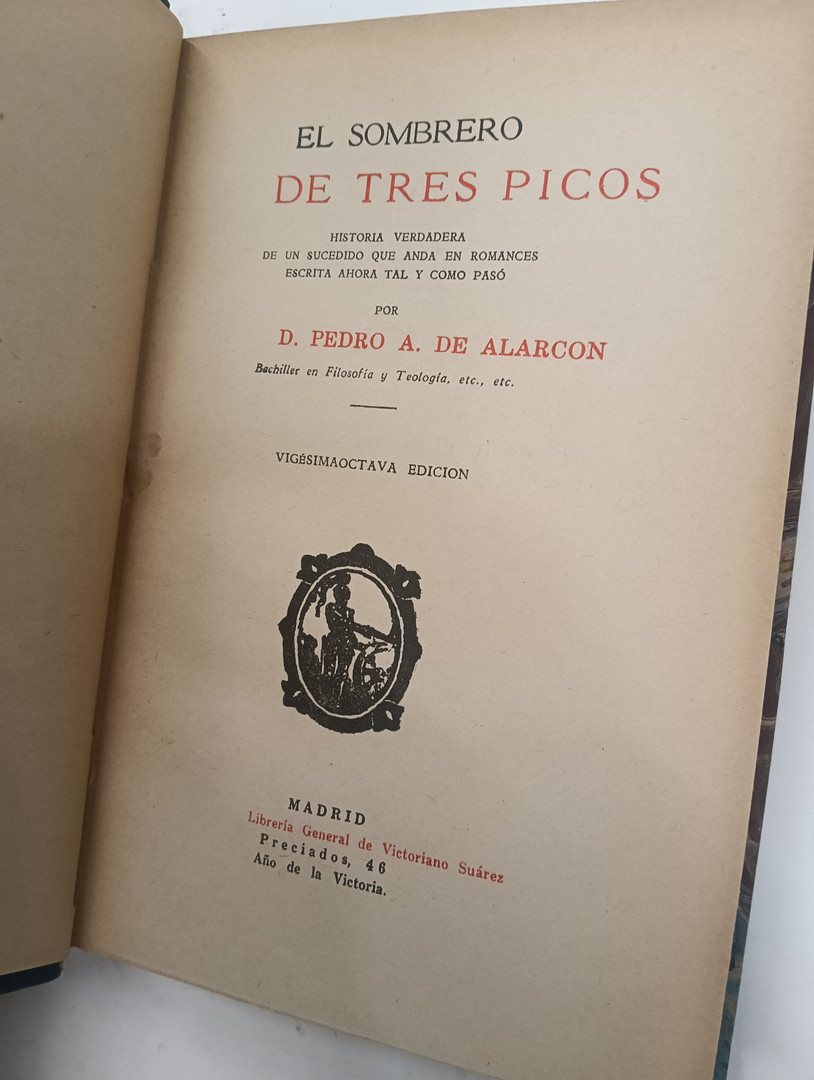 EL SOMBRERO
DE TRES PICOS
HISTORIA VERDADERA
DE UN SUCEDIDO QUE ANDA EN ROMANCES
ESCRITA AHORA TAL Y COMO PASÓ
POR
D. PEDRO A. DE ALARCON
Bachiller en Filosofía y Teología, etc., etc.
VIGÉSIMAOCTAVA EDICION
MADRID
Librería General de Victoriano Suárez
Preciados, 46
Año de la Victoria.